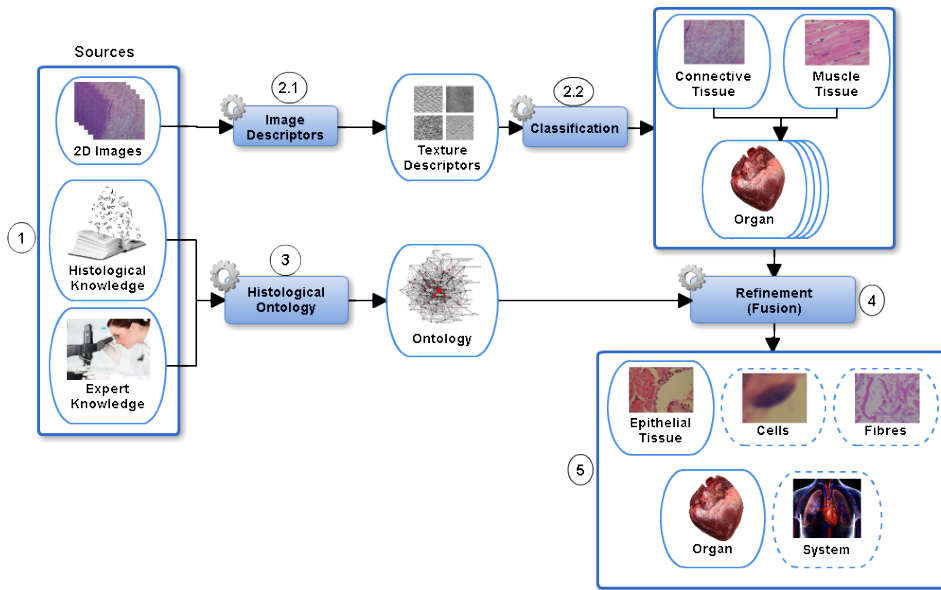 Sources
1
2D Images
Histological
Knowledge
Expert
Knowledge
2.1
Image
Descriptors
Texture
Descriptors
2.2
Classification
Connective
Tissue
Muscle
Tissue
Organ
3
Histological
Ontology
Ontology
Refinement
(Fusion)
4
5
Epithelial
Tissue
Cells
Fibres
Organ
System